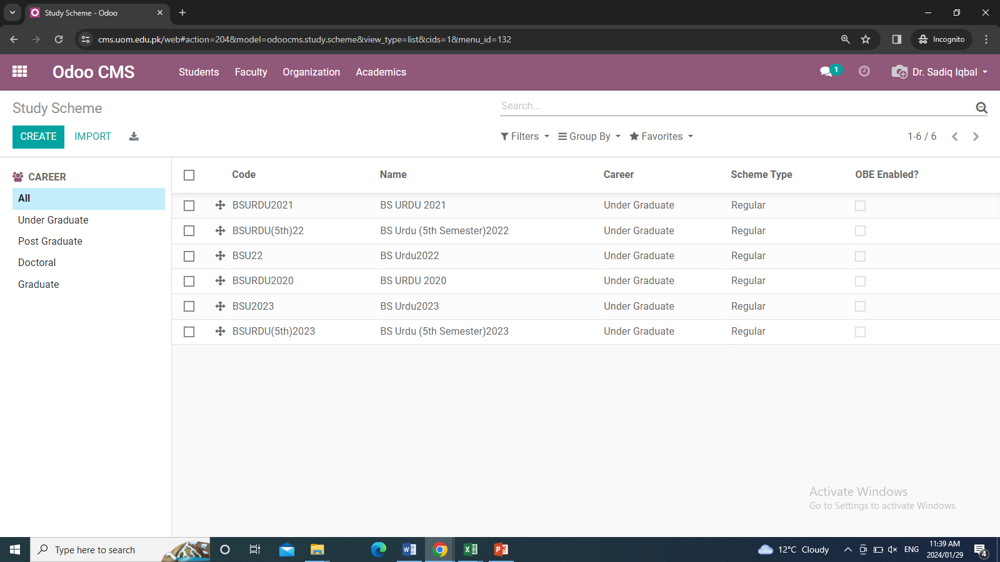 Study Scheme - Odoo
cms.uom.edu.pk/web#action=204&model=odoocms.study.scheme&view_type=list&cids=1&menu_id=132
Incognito
Odoo CMS
Students
Faculty
Organization
Academics
1
Dr. Sadiq Iqbal
Study Scheme
Search...
CREATE
IMPORT
Filters
Group By
Favorites
1-6 / 6
CAREER
All
Under Graduate
Post Graduate
Doctoral
Graduate
Code Name Career Scheme Type OBE Enabled?
BSURDU2021 BS URDU 2021 Under Graduate Regular
BSURDU(5th)22 BS Urdu (5th Semester)2022 Under Graduate Regular
BSU22 BS Urdu2022 Under Graduate Regular
BSURDU2020 BS URDU 2020 Under Graduate Regular
BSU2023 BS Urdu2023 Under Graduate Regular
BSURDU(5th)2023 BS Urdu (5th Semester)2023 Under Graduate Regular
Activate Windows
Go to Settings to activate Windows.
Type here to search
12°C Cloudy
ENG
11:39 AM
2024/01/29
4